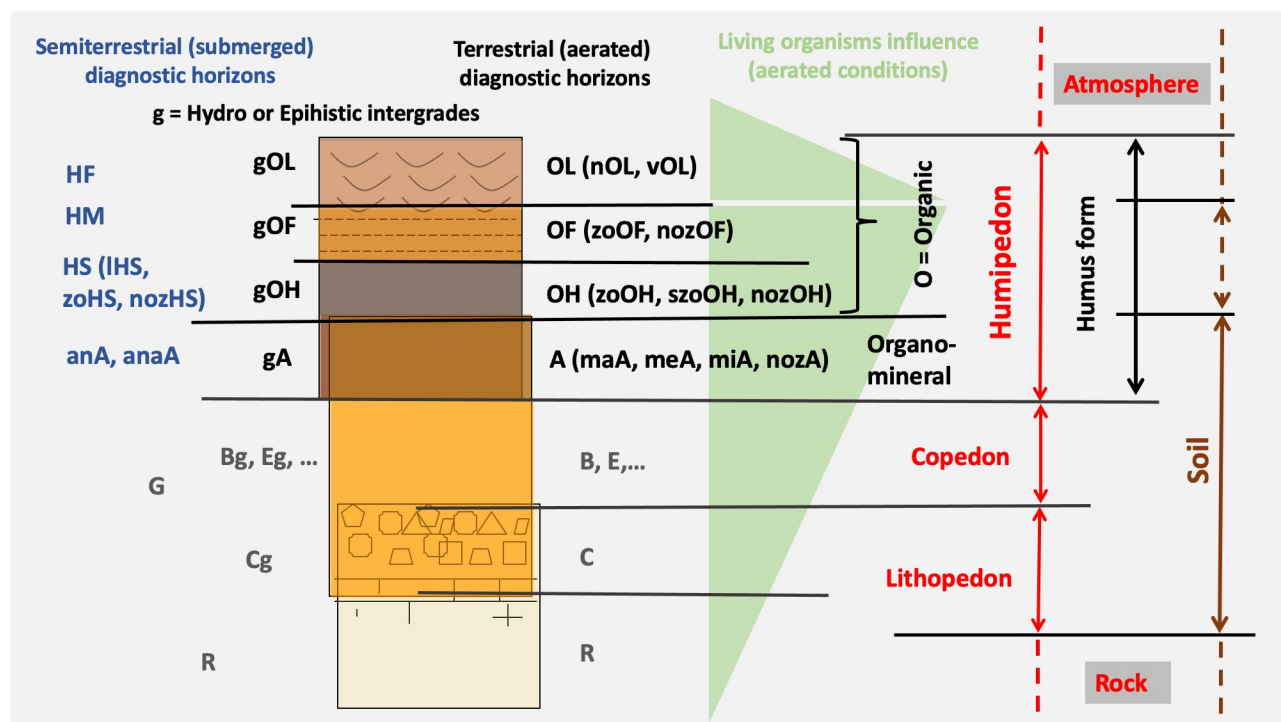 Semiterrestrial (submerged)
diagnostic horizons
Terrestrial (aerated)
diagnostic horizons
Living organisms influence
(aerated conditions)
Atmosphere
g = Hydro or Epihistic intergrades
HF
gOL
OL (nOL, vOL)
HM
gOF
OF (zoOF, nozOF)
HS (lHS,
zoHS, nozHS)
gOH
OH (zoOH, szoOH, nozOH)
O = Organic
Humipedon
Humus form
anA, anaA
gA
A (maA, meA, miA, nozA)
Organo-
mineral
G
Bg, Eg, ...
B, E,...
Copedon
Soil
Cg
C
Lithopedon
R
R
Rock